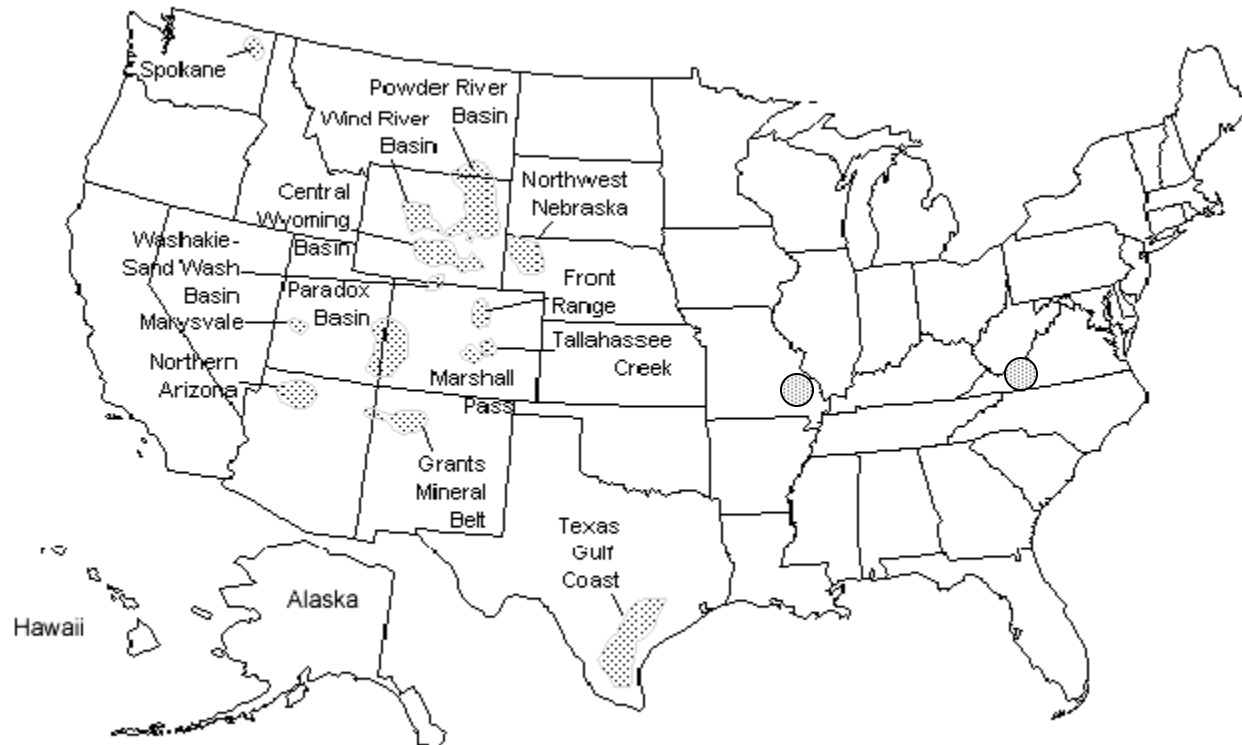 Spokane
Powder River
Basin
Wind River
Basin
Central
Wyoming
Basin
Northwest
Nebraska
Washakie-
Sand Wash
Basin
Paradox
Basin
Front
Range
Marysvale
Tallahassee
Creek
Northern
Arizona
Marshall
Pass
Grants
Mineral
Belt
Texas
Gulf
Coast
Alaska
Hawaii